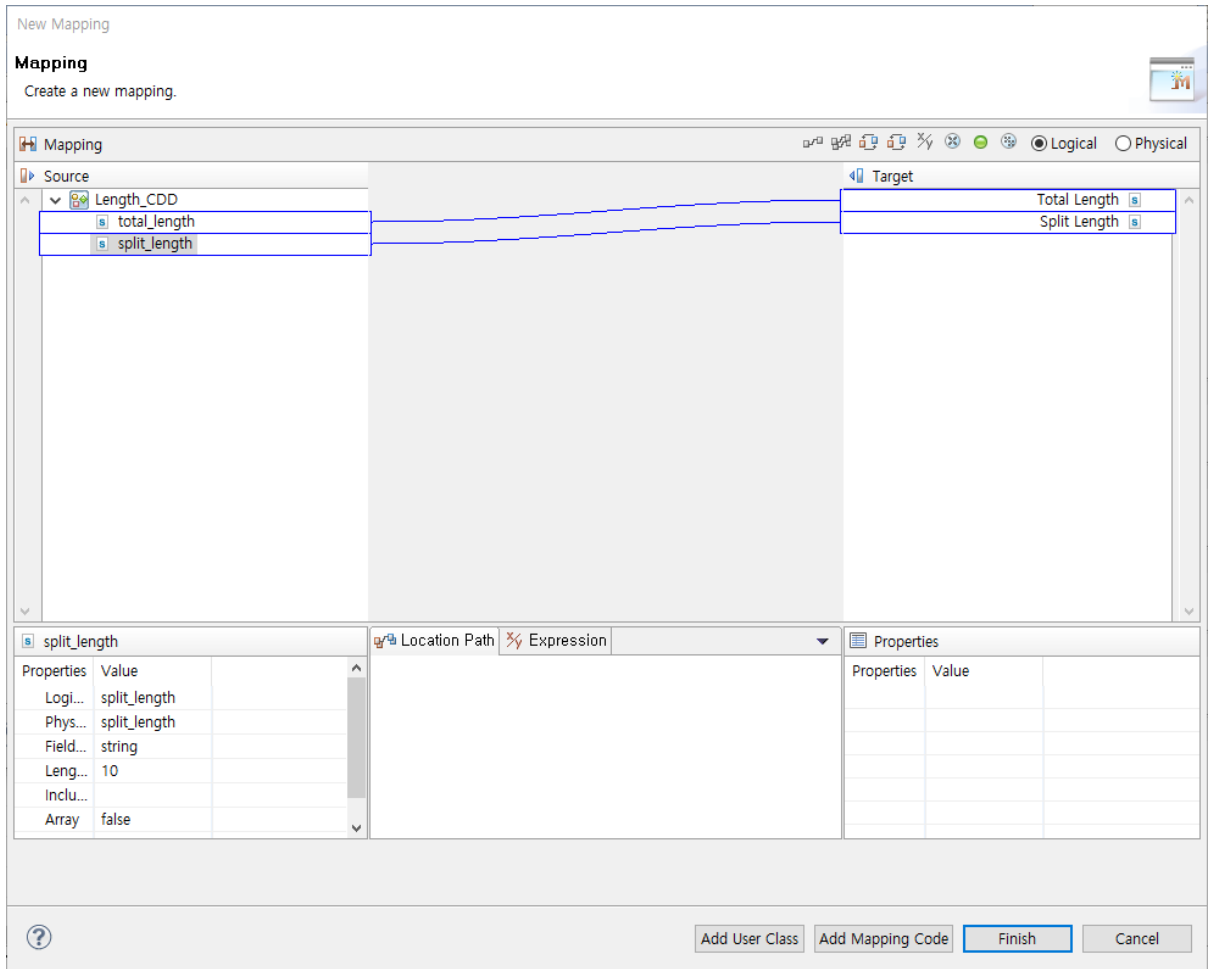 New Mapping
Mapping
Create a new mapping.
Mapping
Logical Physical
Source
Target
Length_CDD
total_length
split_length
Total Length
Split Length
split_length
Properties Value
Logi... split_length
Phys... split_length
Field... string
Leng... 10
Inclu...
Array false
Location Path Expression
Properties
Properties Value
Add User Class Add Mapping Code Finish Cancel